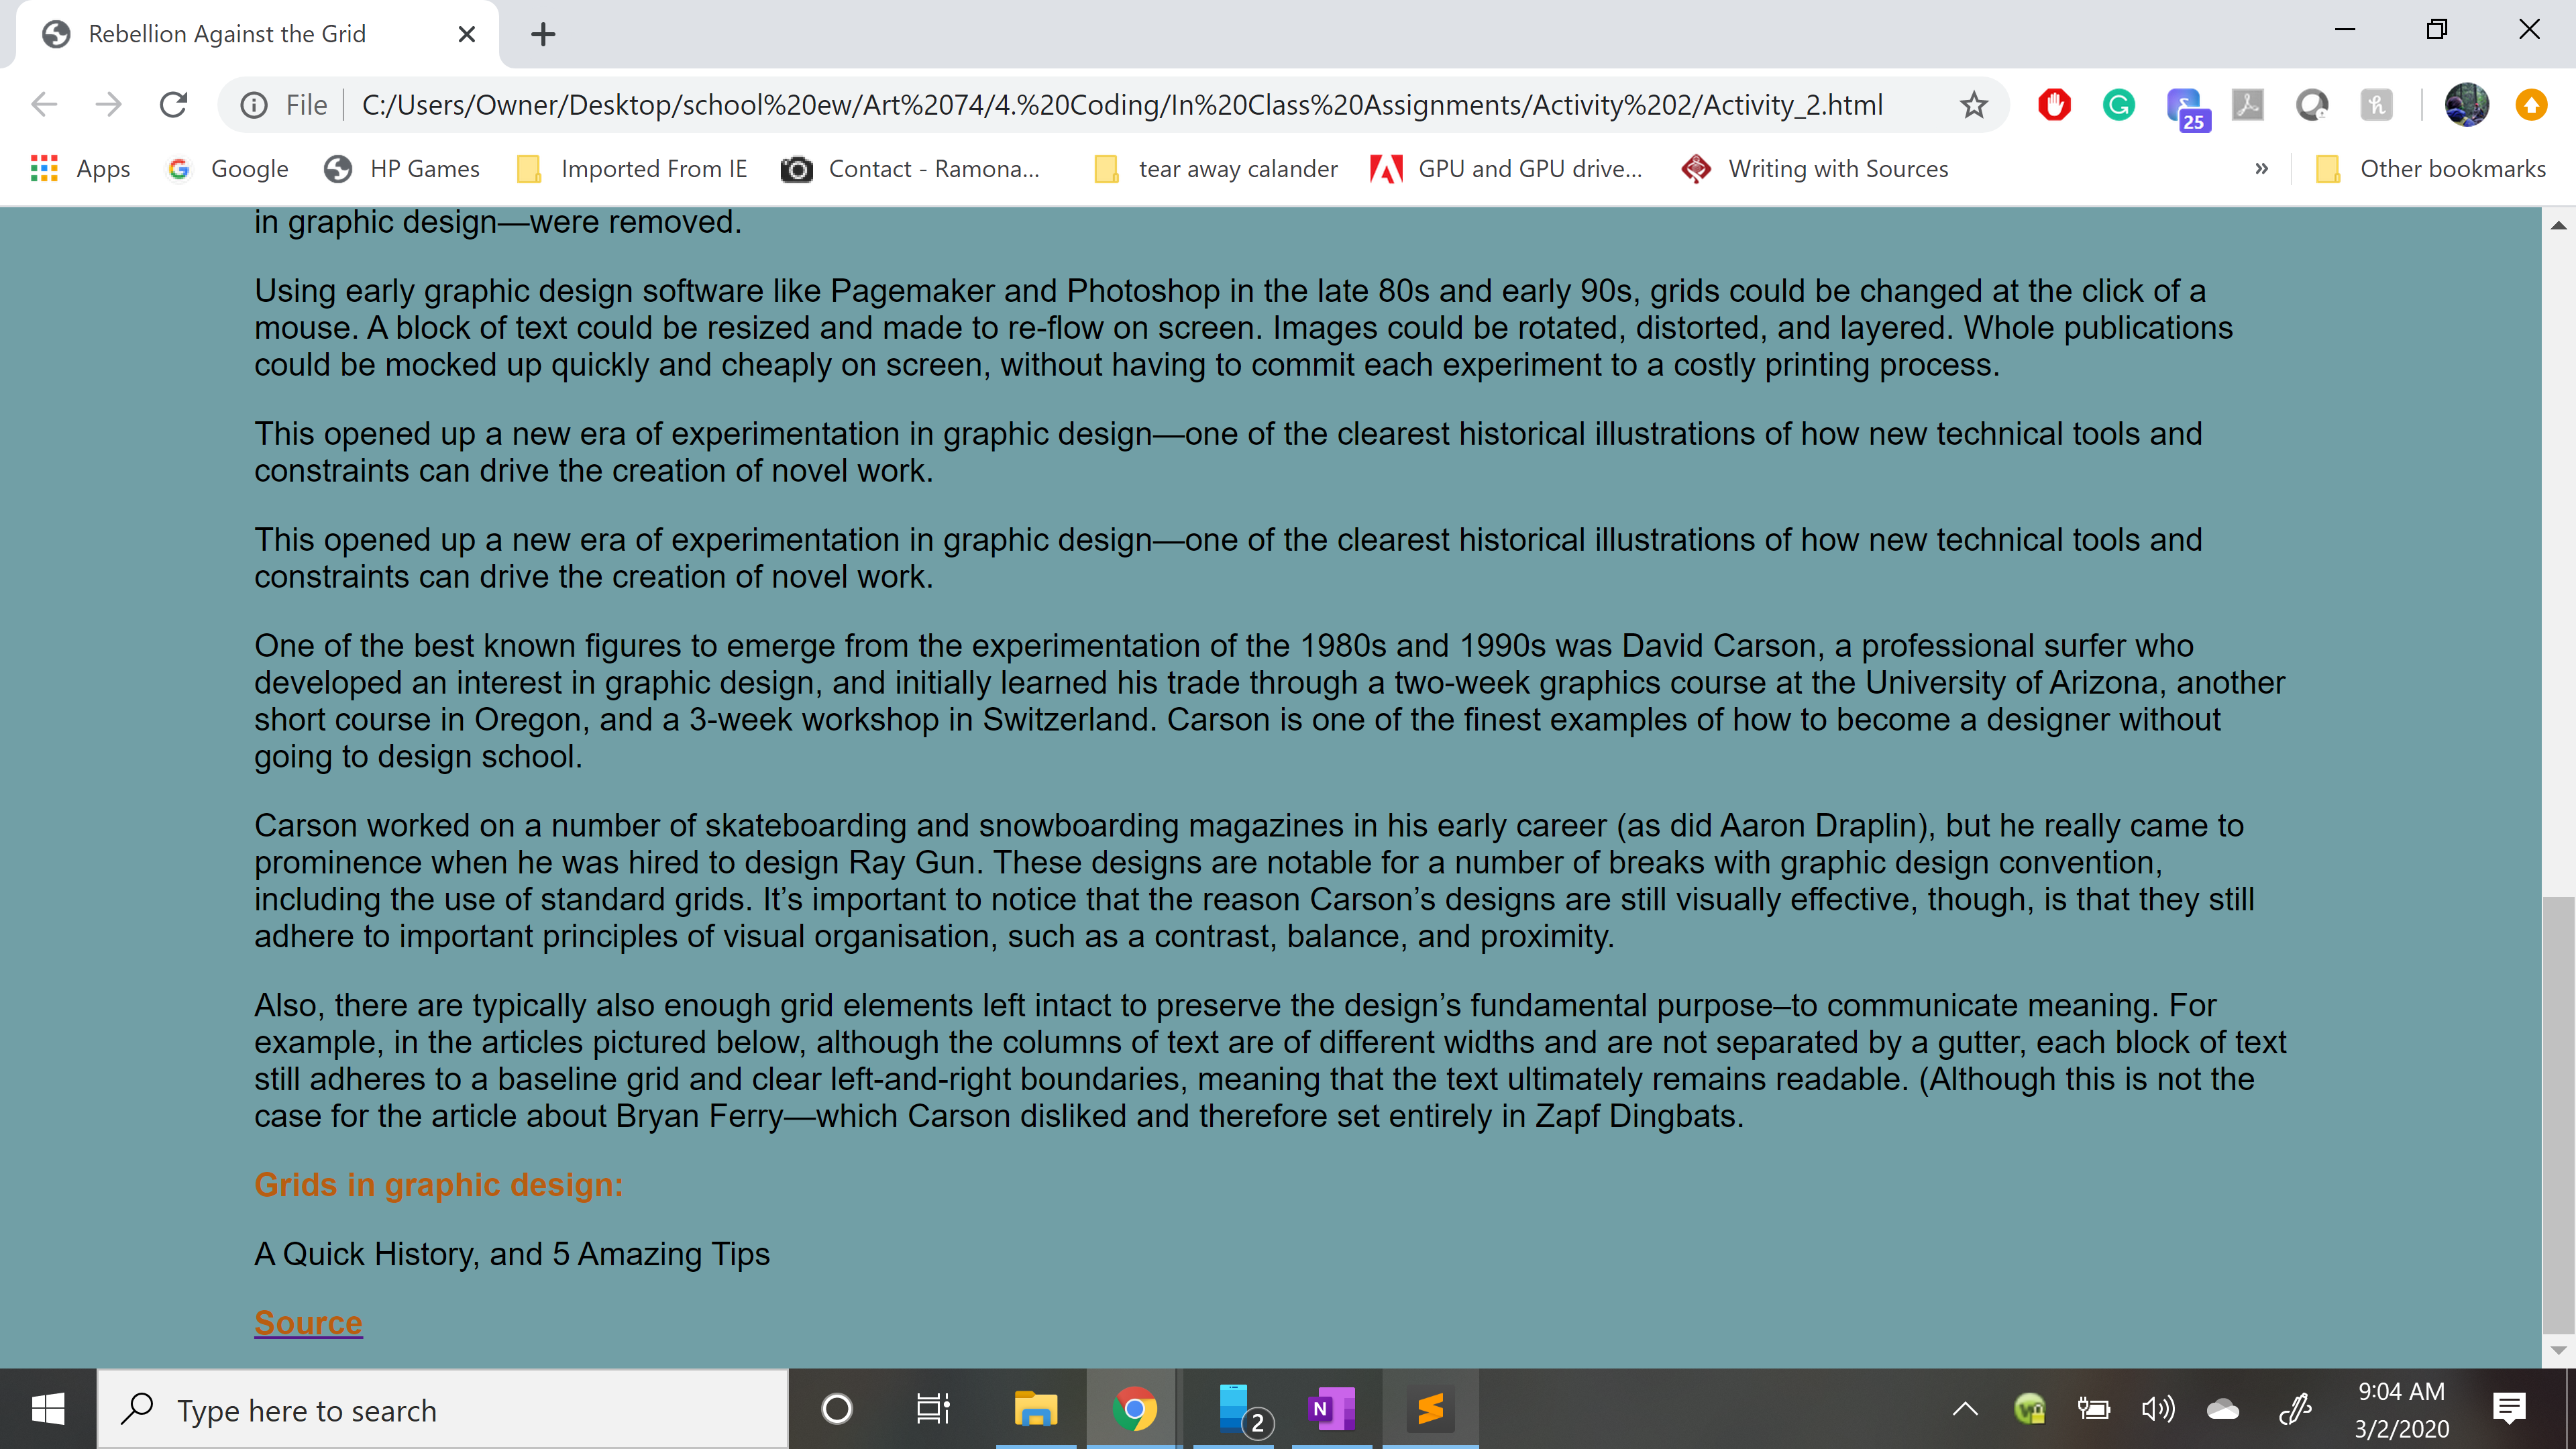 Rebellion Against the Grid
File
C:/Users/Owner/Desktop/school%20ew/Art%2074/4.%20Coding/In%20Class%20Assignments/Activity%202/Activity_2.html
25
Apps
Google
HP Games
Imported From IE
Contact - Ramona...
tear away calander
GPU and GPU drive...
Writing with Sources
»
Other bookmarks
in graphic design—were removed.
Using early graphic design software like Pagemaker and Photoshop in the late 80s and early 90s, grids could be changed at the click of a
mouse. A block of text could be resized and made to re-flow on screen. Images could be rotated, distorted, and layered. Whole publications
could be mocked up quickly and cheaply on screen, without having to commit each experiment to a costly printing process.
This opened up a new era of experimentation in graphic design—one of the clearest historical illustrations of how new technical tools and
constraints can drive the creation of novel work.
This opened up a new era of experimentation in graphic design—one of the clearest historical illustrations of how new technical tools and
constraints can drive the creation of novel work.
One of the best known figures to emerge from the experimentation of the 1980s and 1990s was David Carson, a professional surfer who
developed an interest in graphic design, and initially learned his trade through a two-week graphics course at the University of Arizona, another
short course in Oregon, and a 3-week workshop in Switzerland. Carson is one of the finest examples of how to become a designer without
going to design school.
Carson worked on a number of skateboarding and snowboarding magazines in his early career (as did Aaron Draplin), but he really came to
prominence when he was hired to design Ray Gun. These designs are notable for a number of breaks with graphic design convention,
including the use of standard grids. It’s important to notice that the reason Carson’s designs are still visually effective, though, is that they still
adhere to important principles of visual organisation, such as a contrast, balance, and proximity.
Also, there are typically also enough grid elements left intact to preserve the design’s fundamental purpose–to communicate meaning. For
example, in the articles pictured below, although the columns of text are of different widths and are not separated by a gutter, each block of text
still adheres to a baseline grid and clear left-and-right boundaries, meaning that the text ultimately remains readable. (Although this is not the
case for the article about Bryan Ferry—which Carson disliked and therefore set entirely in Zapf Dingbats.
Grids in graphic design:
A Quick History, and 5 Amazing Tips
Source
Type here to search
2
N
9:04 AM
3/2/2020